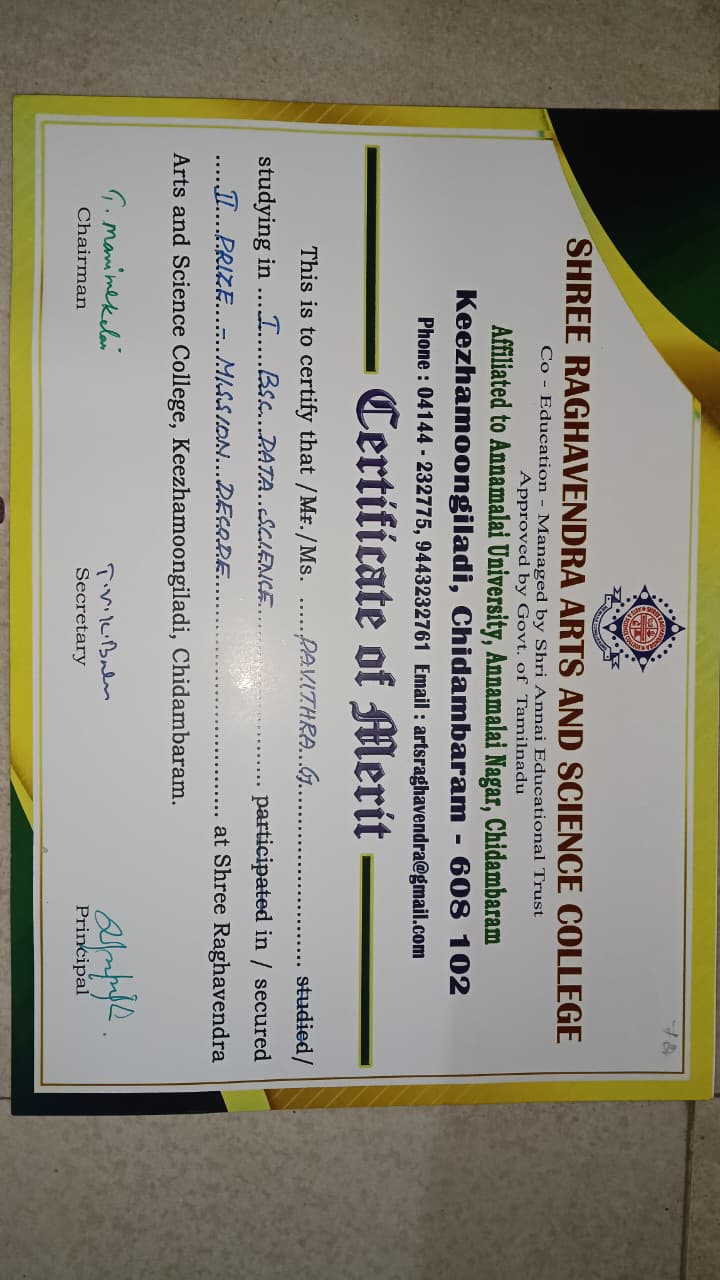 SHREE RAGHAVENDRA ARTS AND SCIENCE COLLEGE
Co - Education - Managed by Shri Annai Educational Trust
Approved by Govt. of Tamilnadu
Affiliated to Annamalai University, Annamalai Nagar, Chidambaram
Keezhamoongiladi, Chidambaram - 608 102
Phone : 04144 - 232775, 9443232761 Email : artsraghavendra@gmail.com
Certificate of Merit
This is to certify that /Mr./Ms. ......PAVITHRA..G........................... studied/
studying in ....I.....BSC..DATA..SCIENCE..................... participated in / secured
.....II....PRIZE.....- MISSION...DECODE............................... at Shree Raghavendra
Arts and Science College, Keezhamoongiladi, Chidambaram.
T. Manimekalai
Chairman
Secretary
Principal